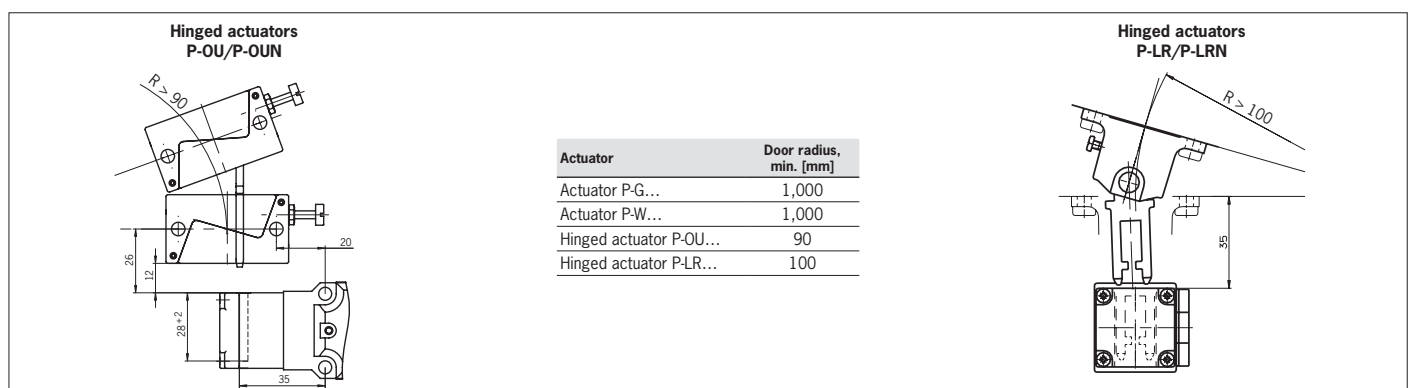 Hinged actuators
P-OU/P-OUN
R > 90
26
12
20
28+2
35
Actuator Door radius, min. [mm]
Actuator P-G… 1,000
Actuator P-W… 1,000
Hinged actuator P-OU… 90
Hinged actuator P-LR… 100
Hinged actuators
P-LR/P-LRN
R > 100
35